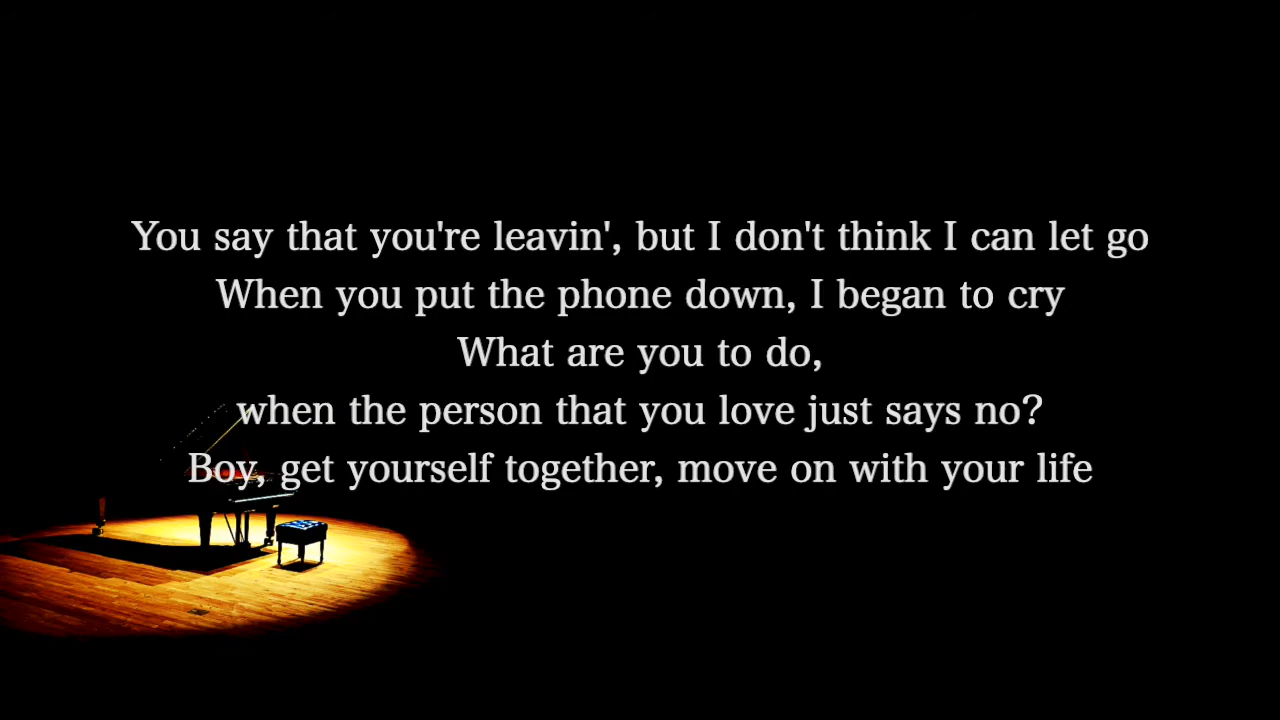 You say that you're leavin', but I don't think I can let go
When you put the phone down, I began to cry
What are you to do,
when the person that you love just says no?
Boy, get yourself together, move on with your life